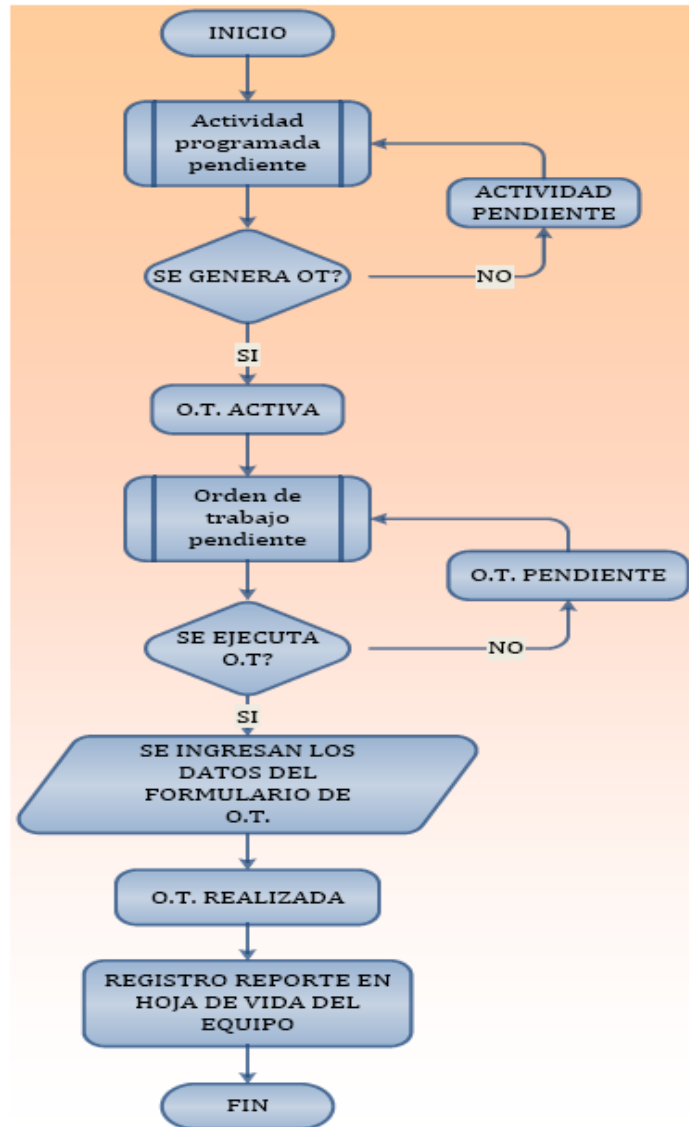 INICIO
Actividad
programada
pendiente
ACTIVIDAD
PENDIENTE
SE GENERA OT?
NO
SI
O.T. ACTIVA
Orden de
trabajo
pendiente
O.T. PENDIENTE
SE EJECUTA
O.T?
NO
SI
SE INGRESAN LOS
DATOS DEL
FORMULARIO DE
O.T.
O.T. REALIZADA
REGISTRO REPORTE EN
HOJA DE VIDA DEL
EQUIPO
FIN